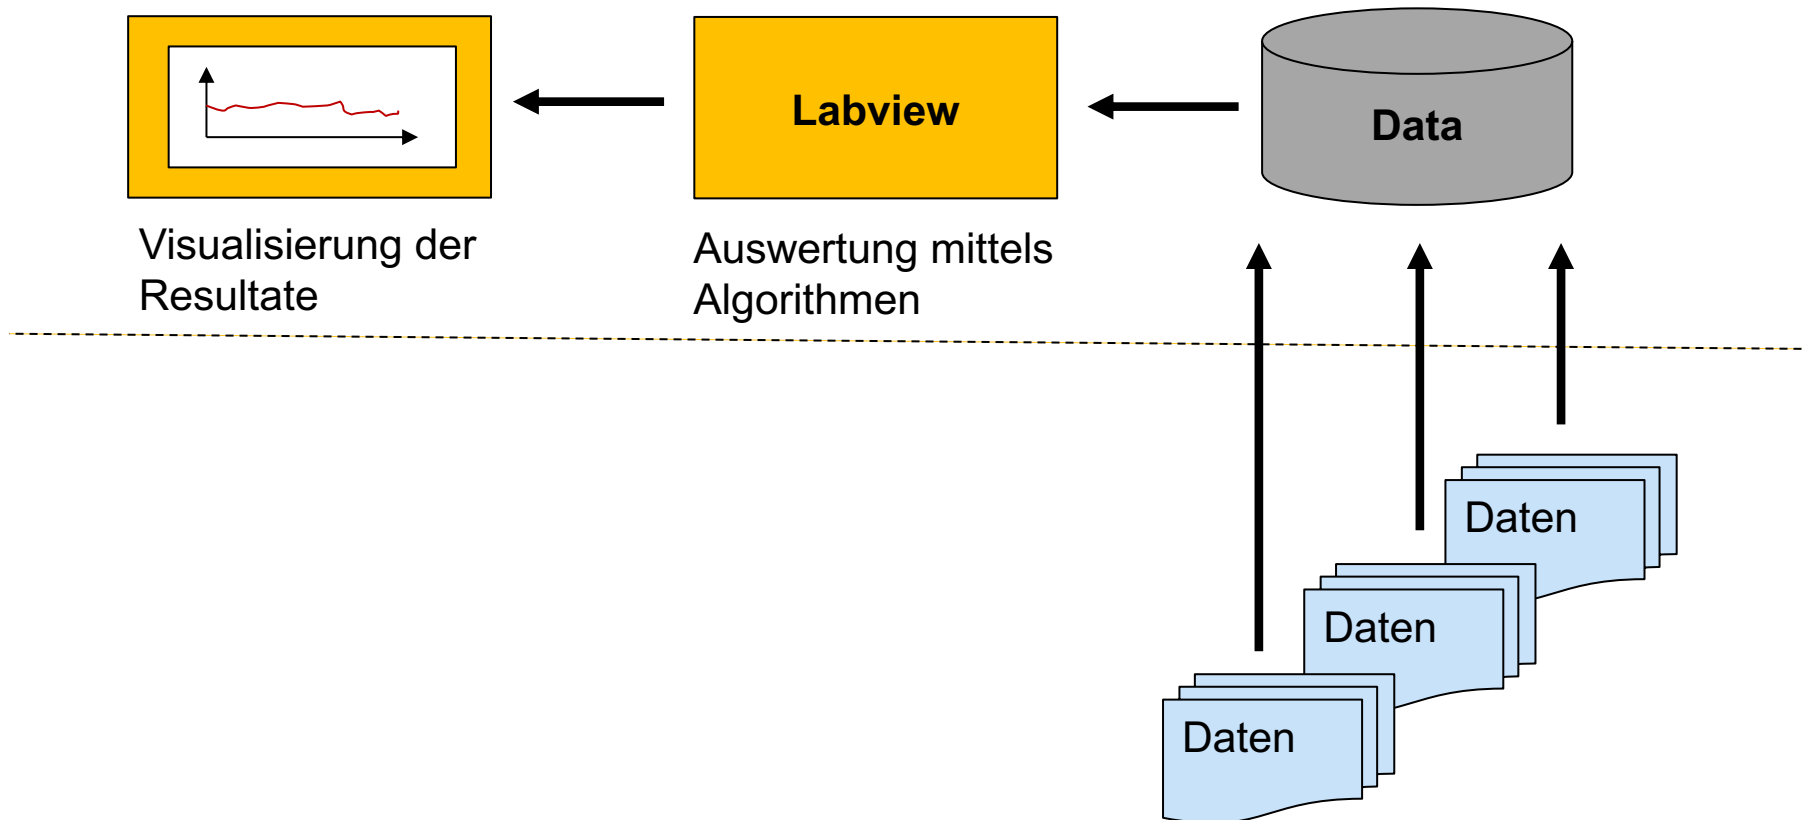 Labview
Data
Visualisierung der
Resultate
Auswertung mittels
Algorithmen
Daten
Daten
Daten